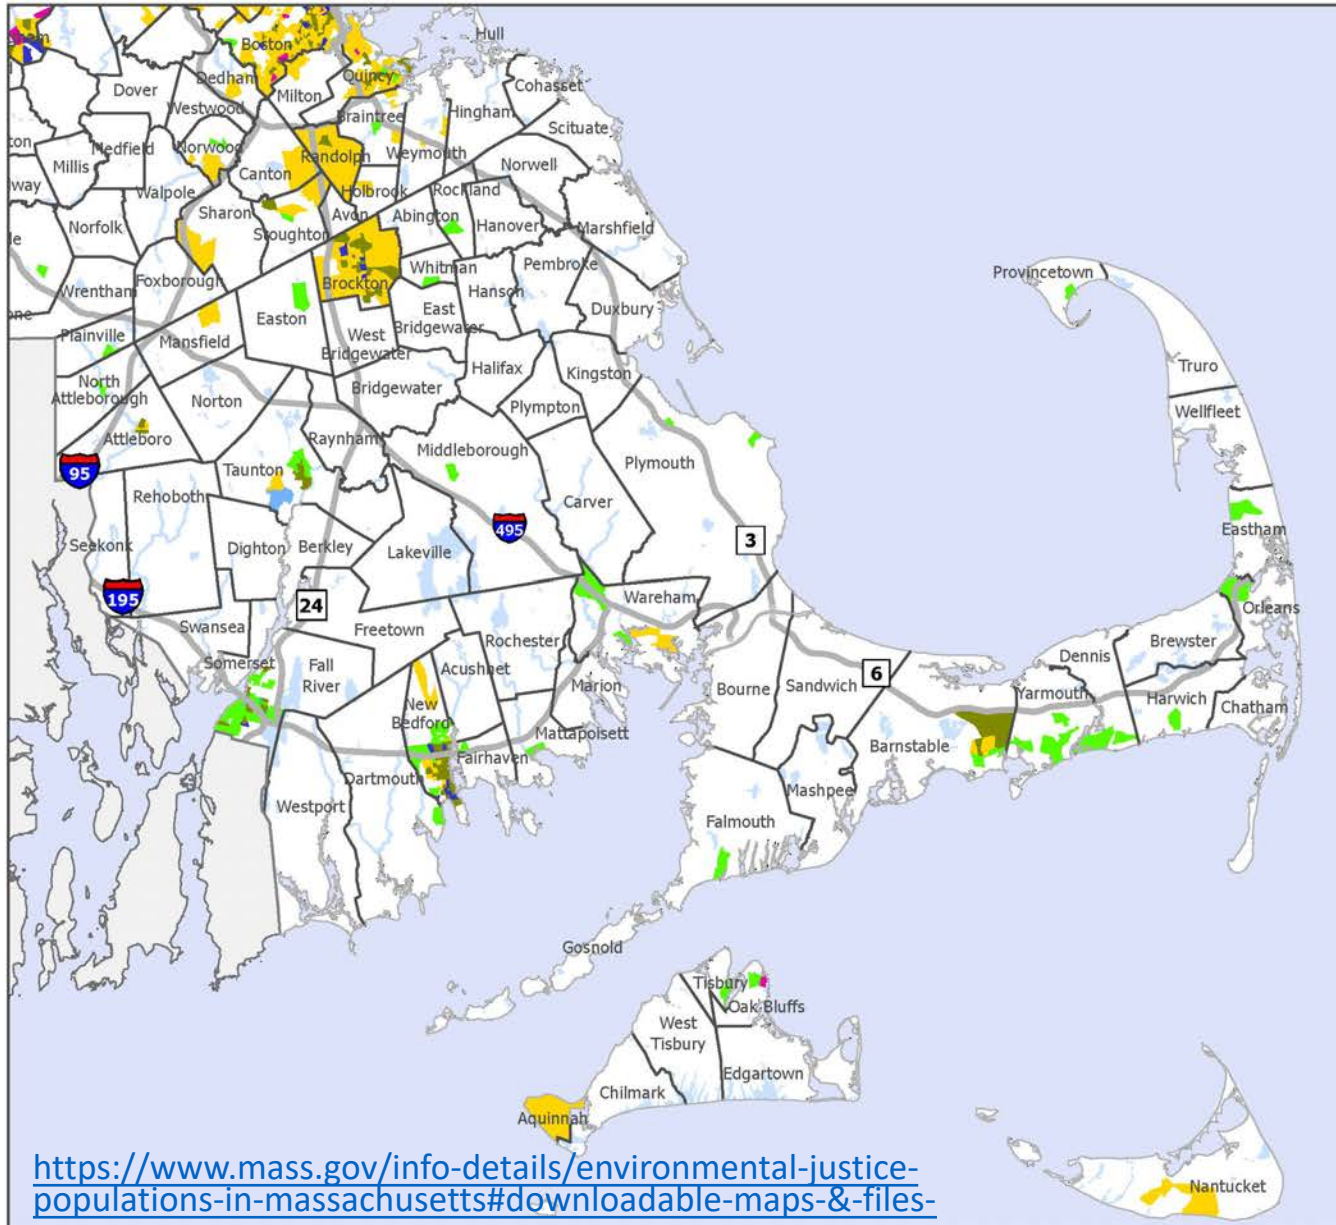 Hull
Boston
Dedham
Quincy
Dover
Milton
Cohasset
Westwood
Braintree
Hingham
Scituate
Medfield
Norwood
Randolph
Weymouth
Millis
Canton
Norwell
Walpole
Holbrook
Rockland
Sharon
Avon
Abington
Norfolk
Stoughton
Hanover
Marshfield
Foxborough
Whitman
Pembroke
Provincetown
Wrentham
Brockton
Hanson
Easton
East
Bridgewater
Duxbury
Plainville
Mansfield
West
Bridgewater
Halifax
Kingston
Truro
North
Attleborough
Norton
Bridgewater
Plympton
Wellfleet
Attleboro
Raynham
Middleborough
Plymouth
Taunton
95
Rehoboth
Carver
495
Eastham
Seekonk
Dighton
Berkley
Lakeville
3
195
24
Wareham
Orleans
Swansea
Freetown
Rochester
Brewster
Somerset
Fall
River
Acushnet
Dennis
6
Marion
Bourne
Sandwich
Yarmouth
Harwich
New
Bedford
Chatham
Mattapoisett
Barnstable
Fairhaven
Dartmouth
Mashpee
Westport
Falmouth
Gosnold
Tisbury
Oak Bluffs
West
Tisbury
Edgartown
Chilmark
Aquinnah
https://www.mass.gov/info-details/environmental-justice-
populations-in-massachusetts#downloadable-maps-&-files-
Nantucket